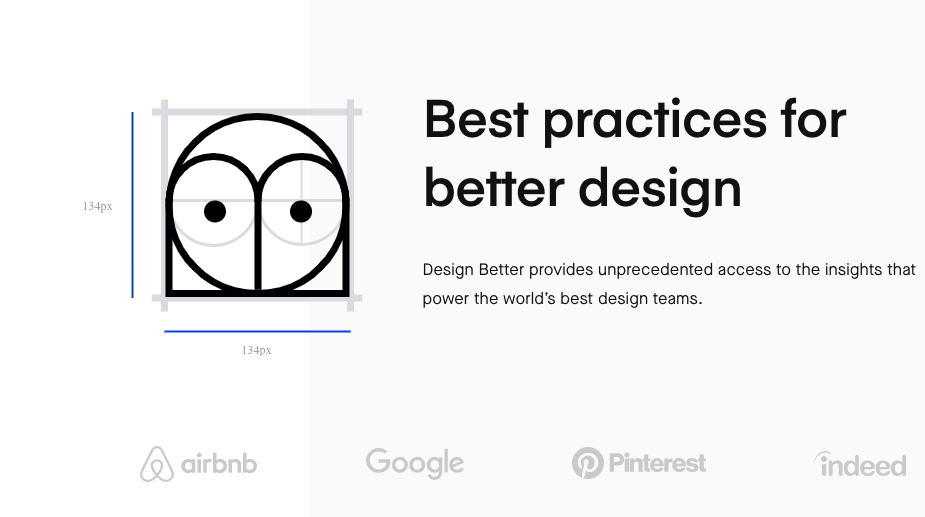 Best practices for
better design
134px
Design Better provides unprecedented access to the insights that
power the world's best design teams.
134px
airbnb Google Pinterest indeed